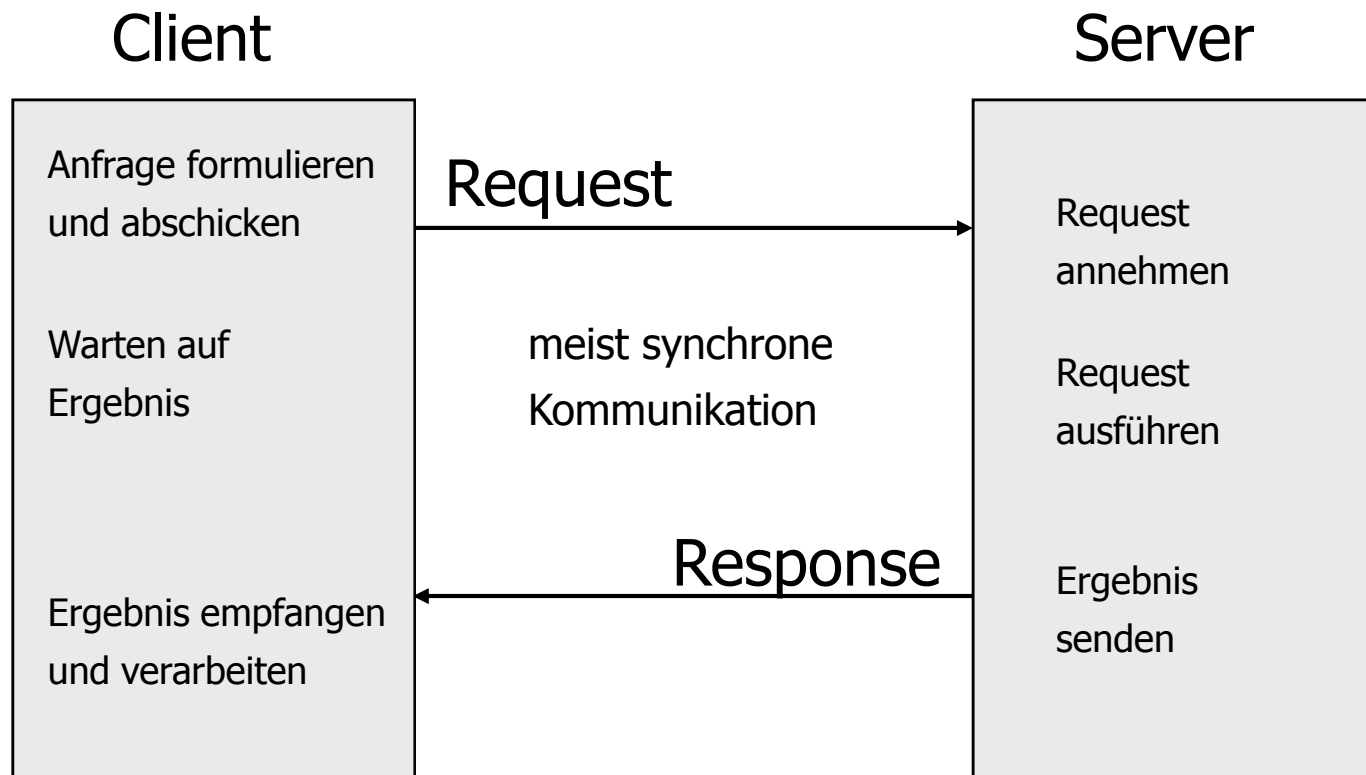 Client
Server
Anfrage formulieren
und abschicken
Warten auf
Ergebnis
Ergebnis empfangen
und verarbeiten
Request
meist synchrone
Kommunikation
Response
Request
annehmen
Request
ausführen
Ergebnis
senden